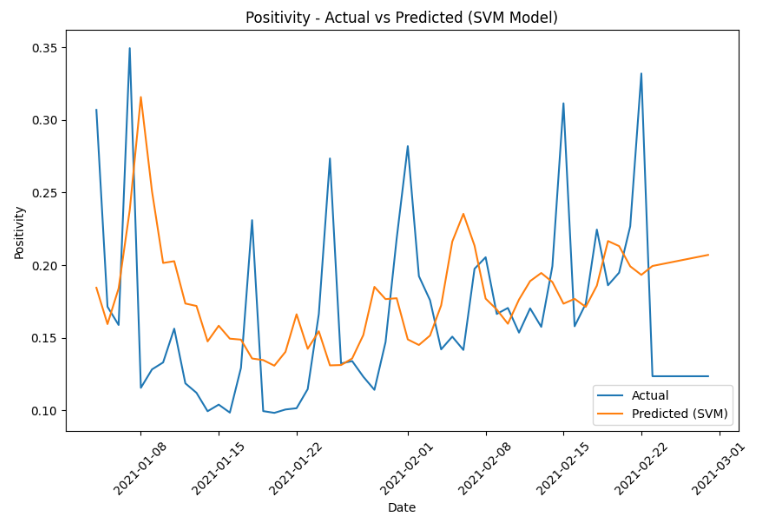 Positivity - Actual vs Predicted (SVM Model)
0.35
0.30
0.25
0.20
0.15
0.10
Positivity
Actual
Predicted (SVM)
2021-01-08
2021-01-15
2021-01-22
2021-02-01
2021-02-08
2021-02-15
2021-02-22
2021-03-01
Date